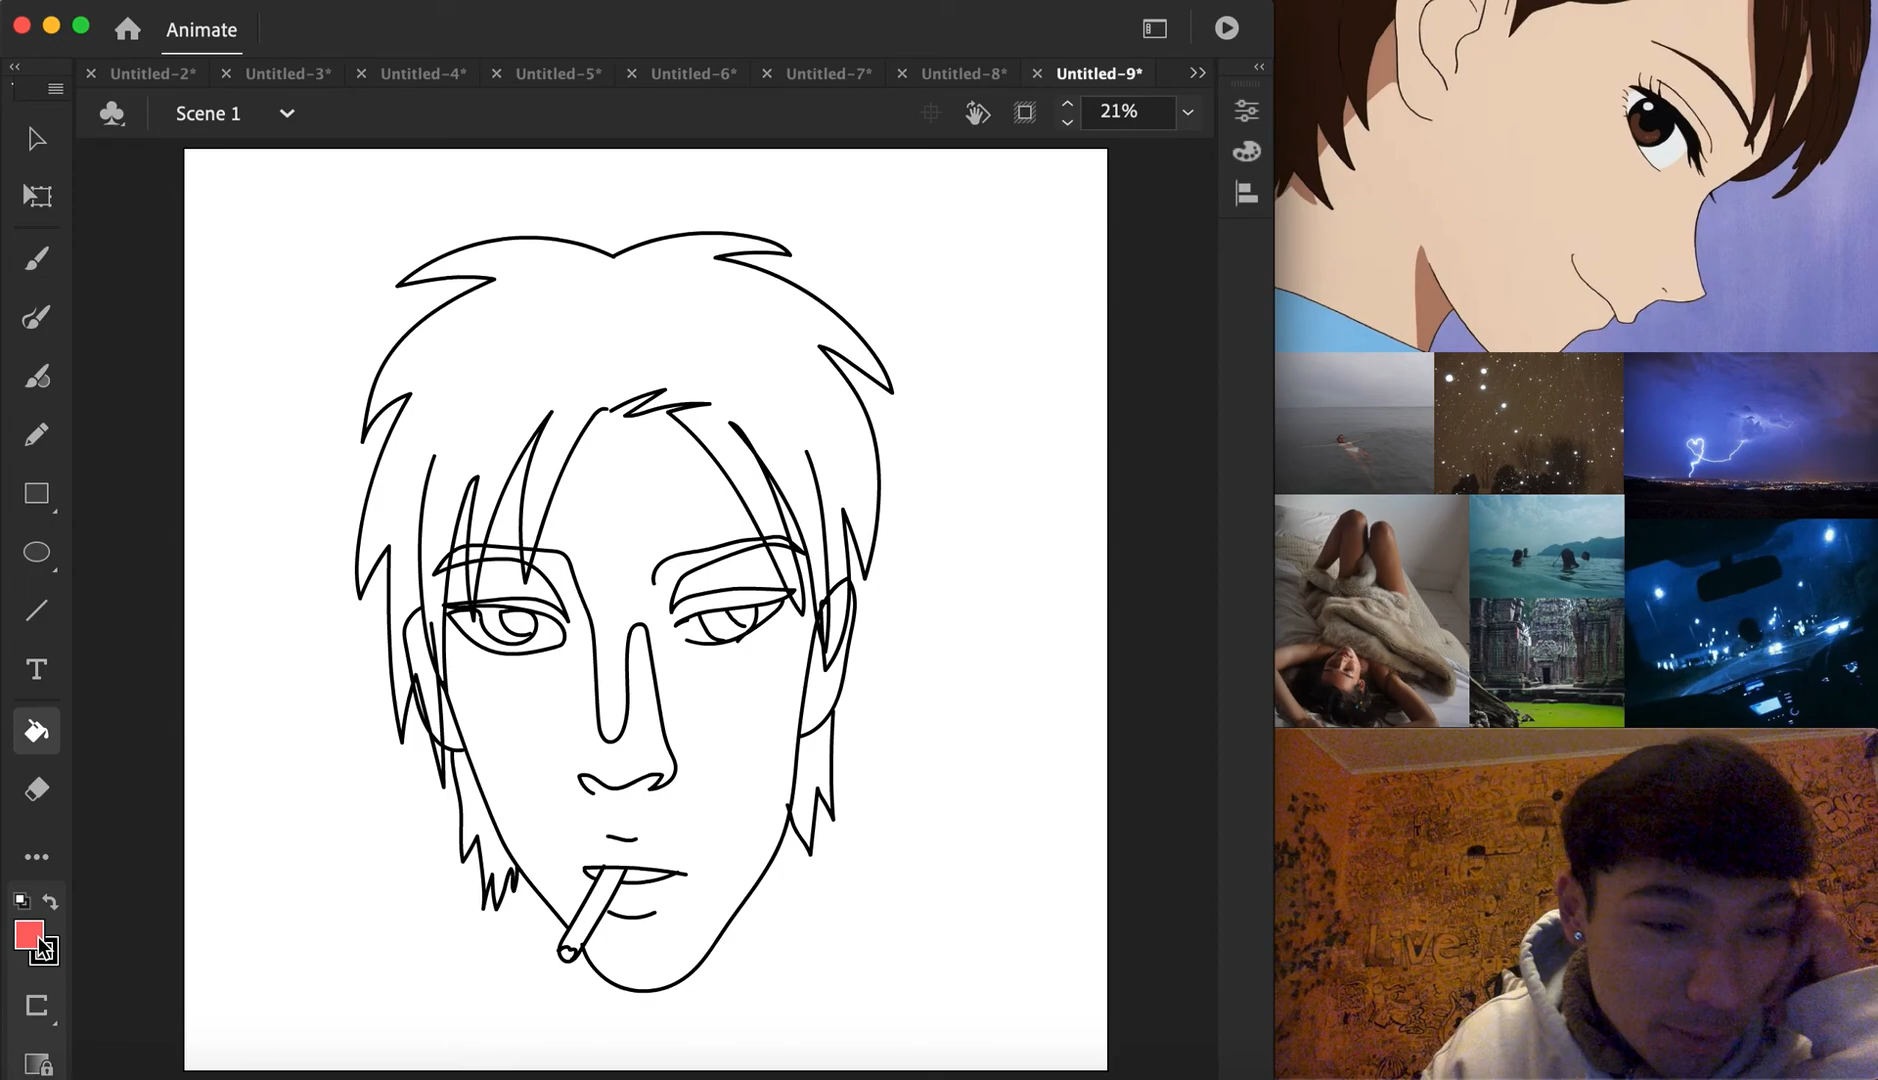 Animate
Untitled-2* Untitled-3* Untitled-4* Untitled-5* Untitled-6* Untitled-7* Untitled-8* Untitled-9*
Scene 1
21%
T
Live